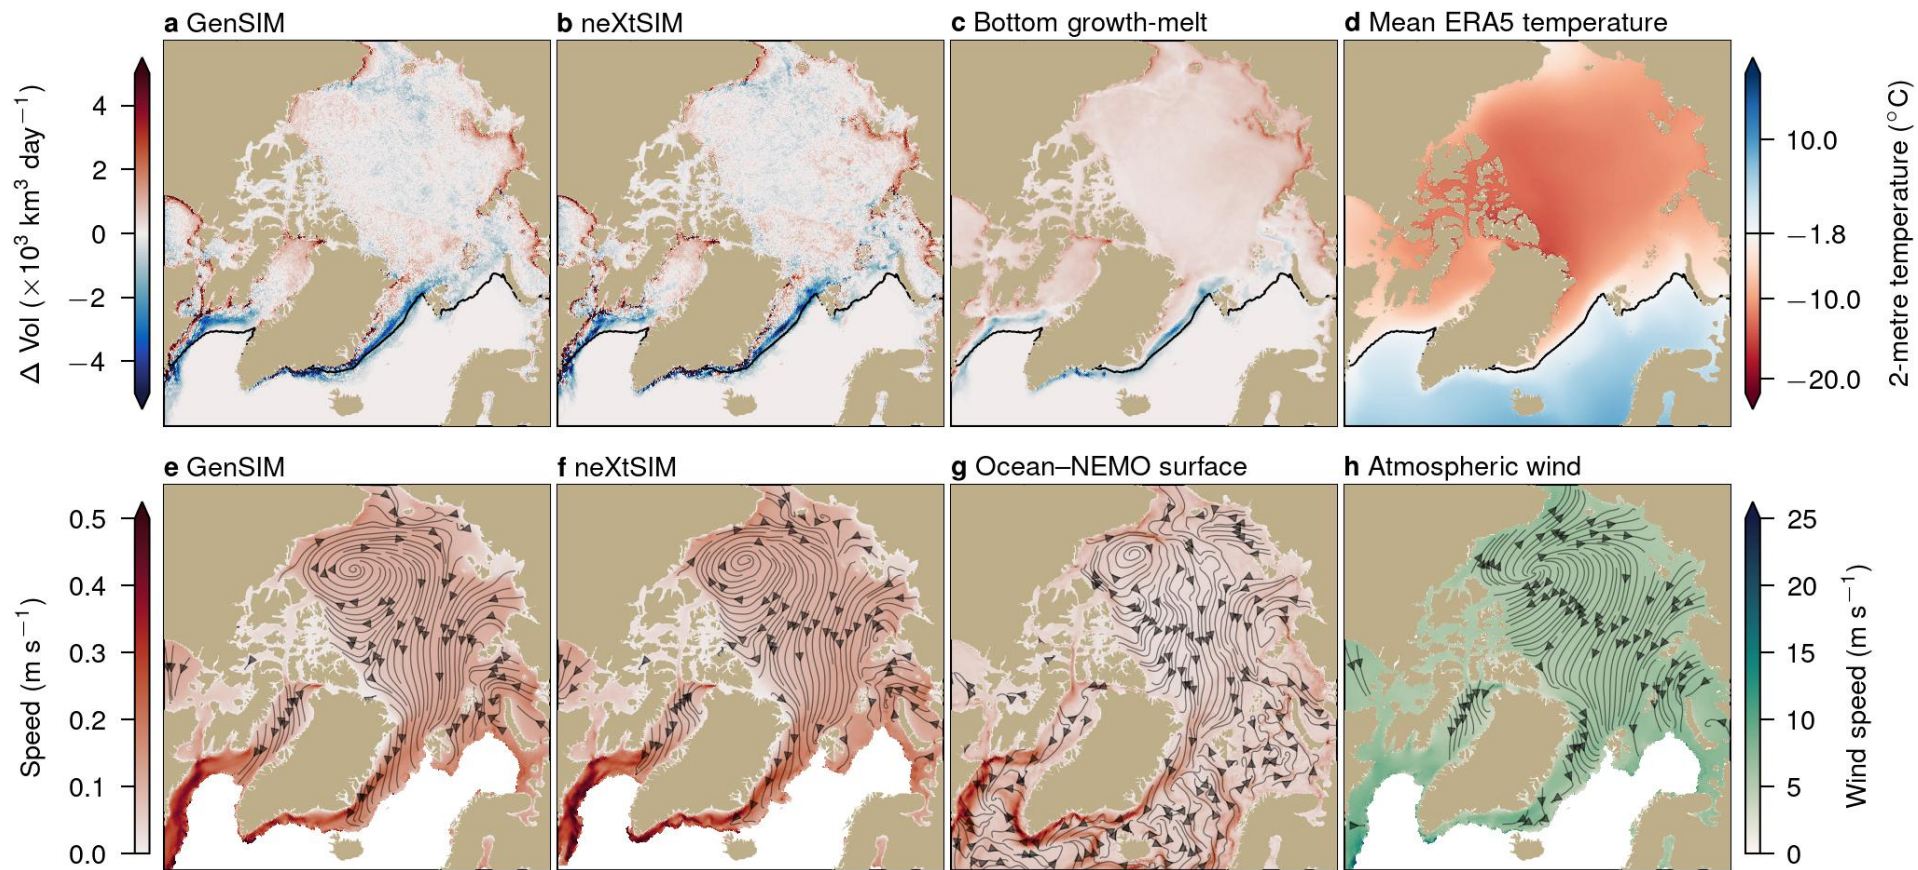 a GenSIM
b neXtSIM
c Bottom growth-melt
d Mean ERA5 temperature
Δ Vol (×10³ km³ day⁻¹)
4
2
0
−2
−4
10.0
−1.8
−10.0
−20.0
2-metre temperature (°C)
e GenSIM
f neXtSIM
g Ocean–NEMO surface
h Atmospheric wind
Speed (m s⁻¹)
0.5
0.4
0.3
0.2
0.1
0.0
25
20
15
10
5
0
Wind speed (m s⁻¹)